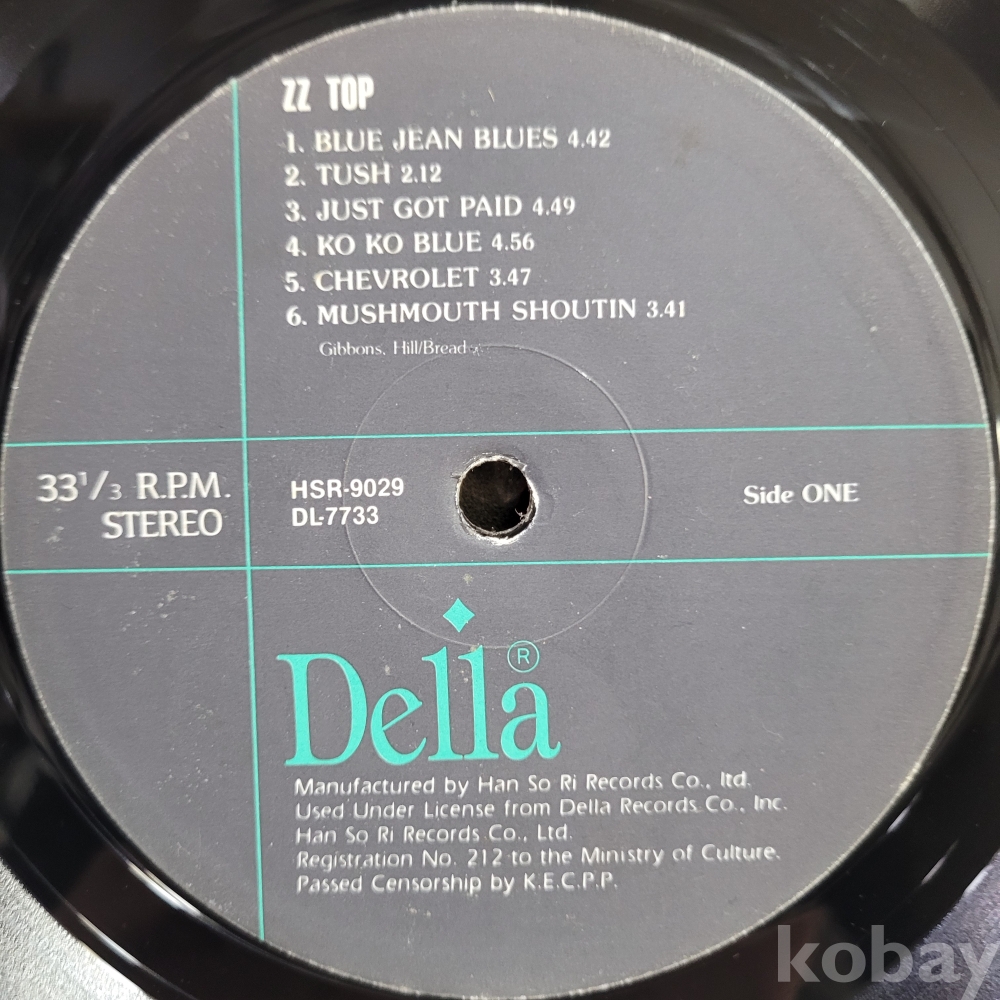 ZZ TOP
1. BLUE JEAN BLUES 4.42
2. TUSH 2.12
3. JUST GOT PAID 4.49
4. KO KO BLUE 4.56
5. CHEVROLET 3.47
6. MUSHMOUTH SHOUTIN 3.41
Gibbons, Hill/Bread
33 1/3 R.P.M.
STEREO
HSR-9029
DL-7733
Side ONE
Della ®
Manufactured by Han So Ri Records Co., ltd.
Used Under License from Della Records Co., Inc.
Han So Ri Records Co., Ltd.
Registration No. 212 to the Ministry of Culture.
Passed Censorship by K.E.C.P.P.
kobay